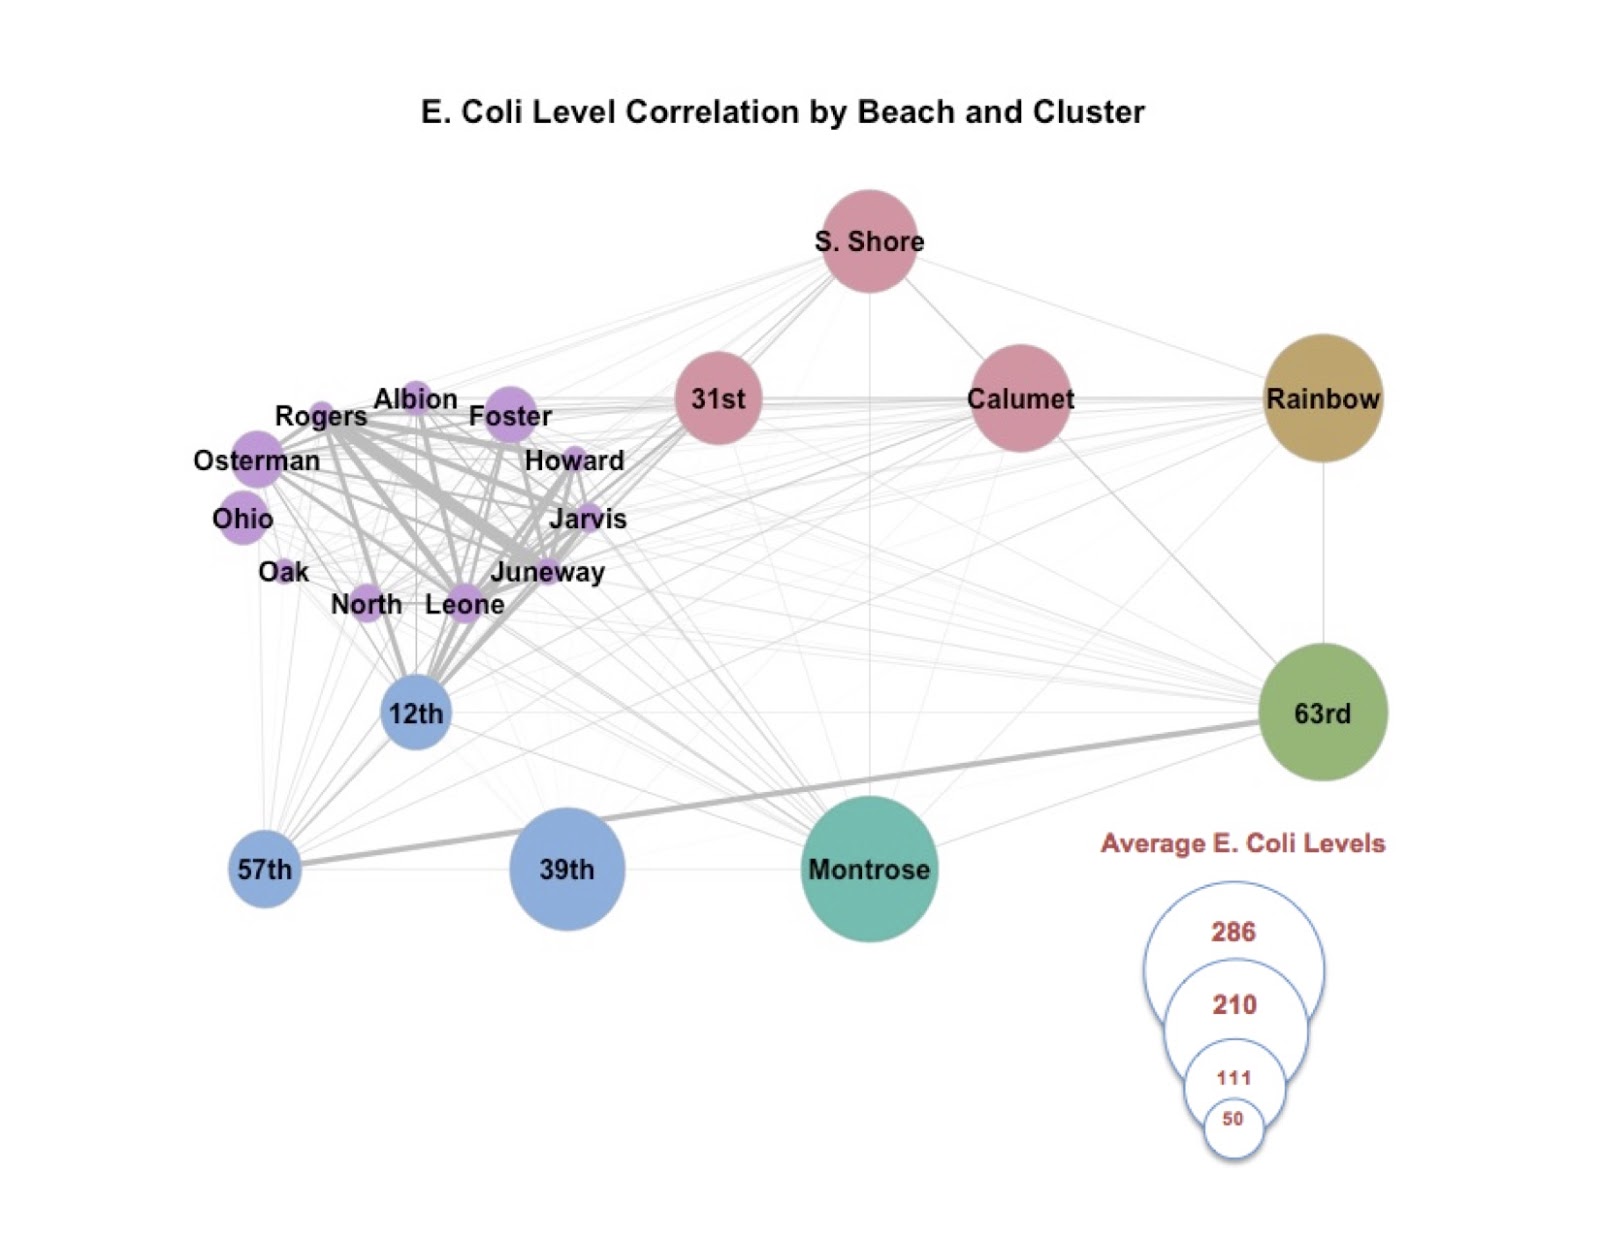 E. Coli Level Correlation by Beach and Cluster
S. Shore
31st
Calumet
Rainbow
Albion
Rogers
Foster
Osterman
Howard
Ohio
Jarvis
Oak
Juneway
North
Leone
12th
63rd
57th
39th
Montrose
Average E. Coli Levels
286
210
111
50